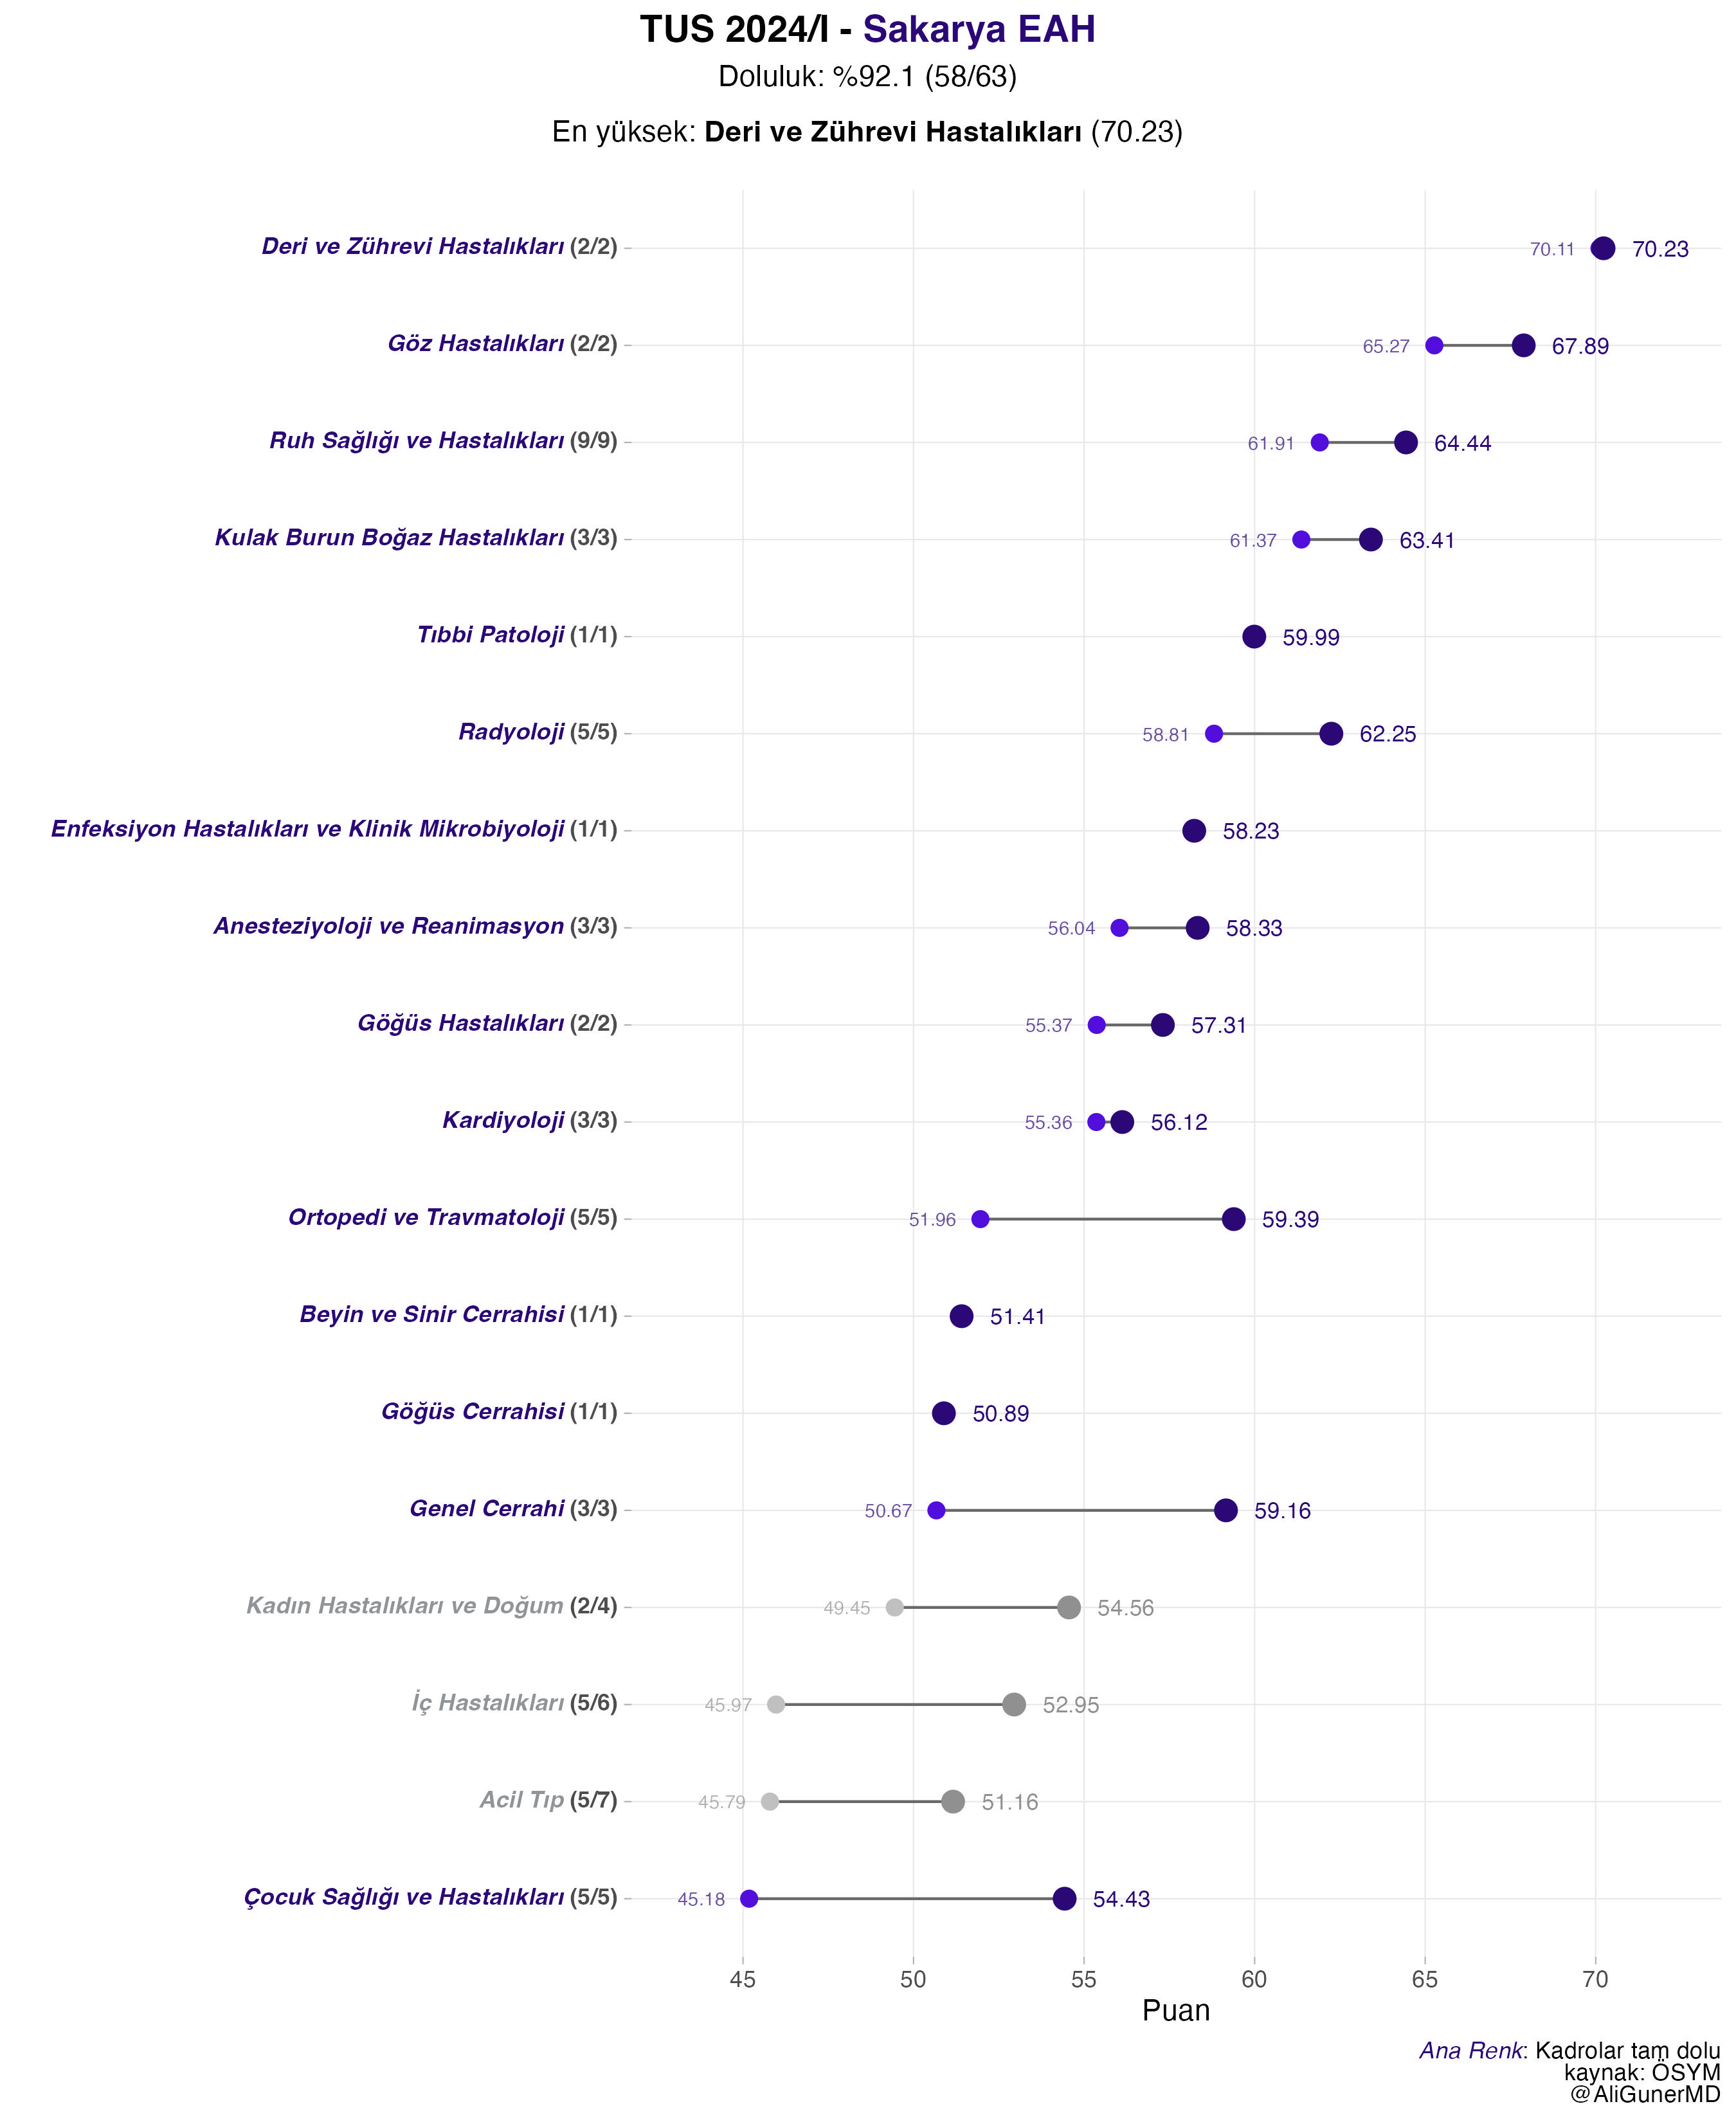 TUS 2024/I - Sakarya EAH
Doluluk: %92.1 (58/63)
En yüksek: Deri ve Zührevi Hastalıkları (70.23)
Deri ve Zührevi Hastalıkları (2/2) 70.11 70.23
Göz Hastalıkları (2/2) 65.27 67.89
Ruh Sağlığı ve Hastalıkları (9/9) 61.91 64.44
Kulak Burun Boğaz Hastalıkları (3/3) 61.37 63.41
Tıbbi Patoloji (1/1) 59.99
Radyoloji (5/5) 58.81 62.25
Enfeksiyon Hastalıkları ve Klinik Mikrobiyoloji (1/1) 58.23
Anesteziyoloji ve Reanimasyon (3/3) 56.04 58.33
Göğüs Hastalıkları (2/2) 55.37 57.31
Kardiyoloji (3/3) 55.36 56.12
Ortopedi ve Travmatoloji (5/5) 51.96 59.39
Beyin ve Sinir Cerrahisi (1/1) 51.41
Göğüs Cerrahisi (1/1) 50.89
Genel Cerrahi (3/3) 50.67 59.16
Kadın Hastalıkları ve Doğum (2/4) 49.45 54.56
İç Hastalıkları (5/6) 45.97 52.95
Acil Tıp (5/7) 45.79 51.16
Çocuk Sağlığı ve Hastalıkları (5/5) 45.18 54.43
45 50 55 60 65 70
Puan
Ana Renk: Kadrolar tam dolu
kaynak: ÖSYM
@AliGunerMD